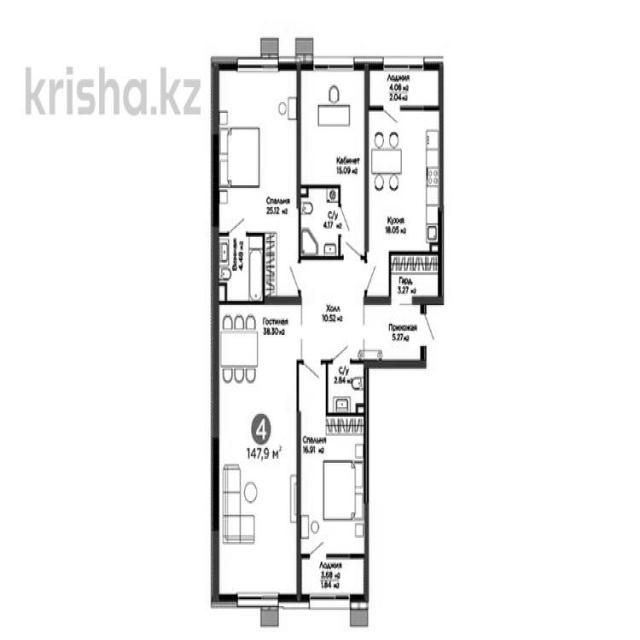 krisha.kz
Лоджия
4.08 м2
2.04 м2
Кабинет
15.09 м2
Спальня
25.12 м2
С/у
4.17 м2
Кухня
18.05 м2
Ванная
4.49 м2
Гард.
3.27 м2
Холл
10.52 м2
Прихожая
5.27 м2
Гостиная
38.30 м2
С/у
2.84 м2
4
147,9 м²
Спальня
16.91 м2
Лоджия
3.68 м2
1.84 м2